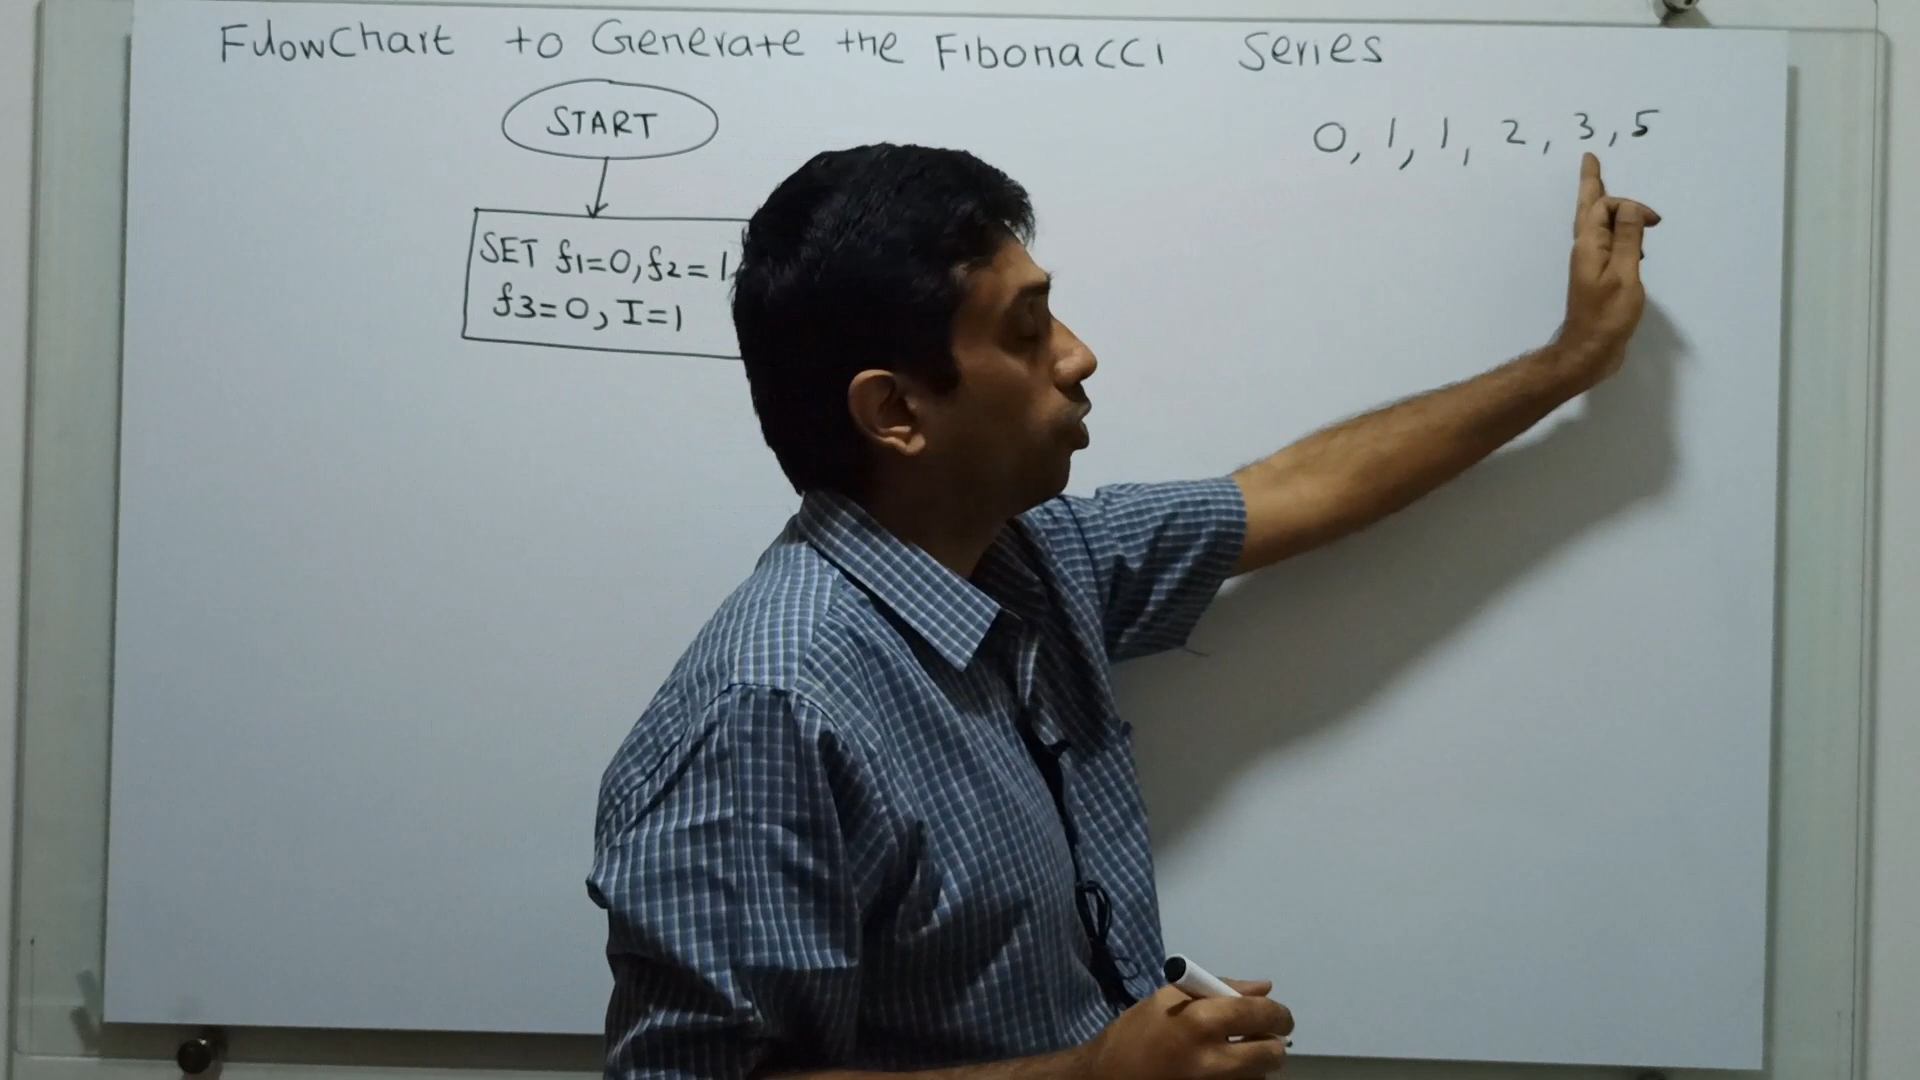 FlowChart to Generate the Fibonacci Series
START
0, 1, 1, 2, 3, 5
SET f1=0, f2=1
f3=0, I=1